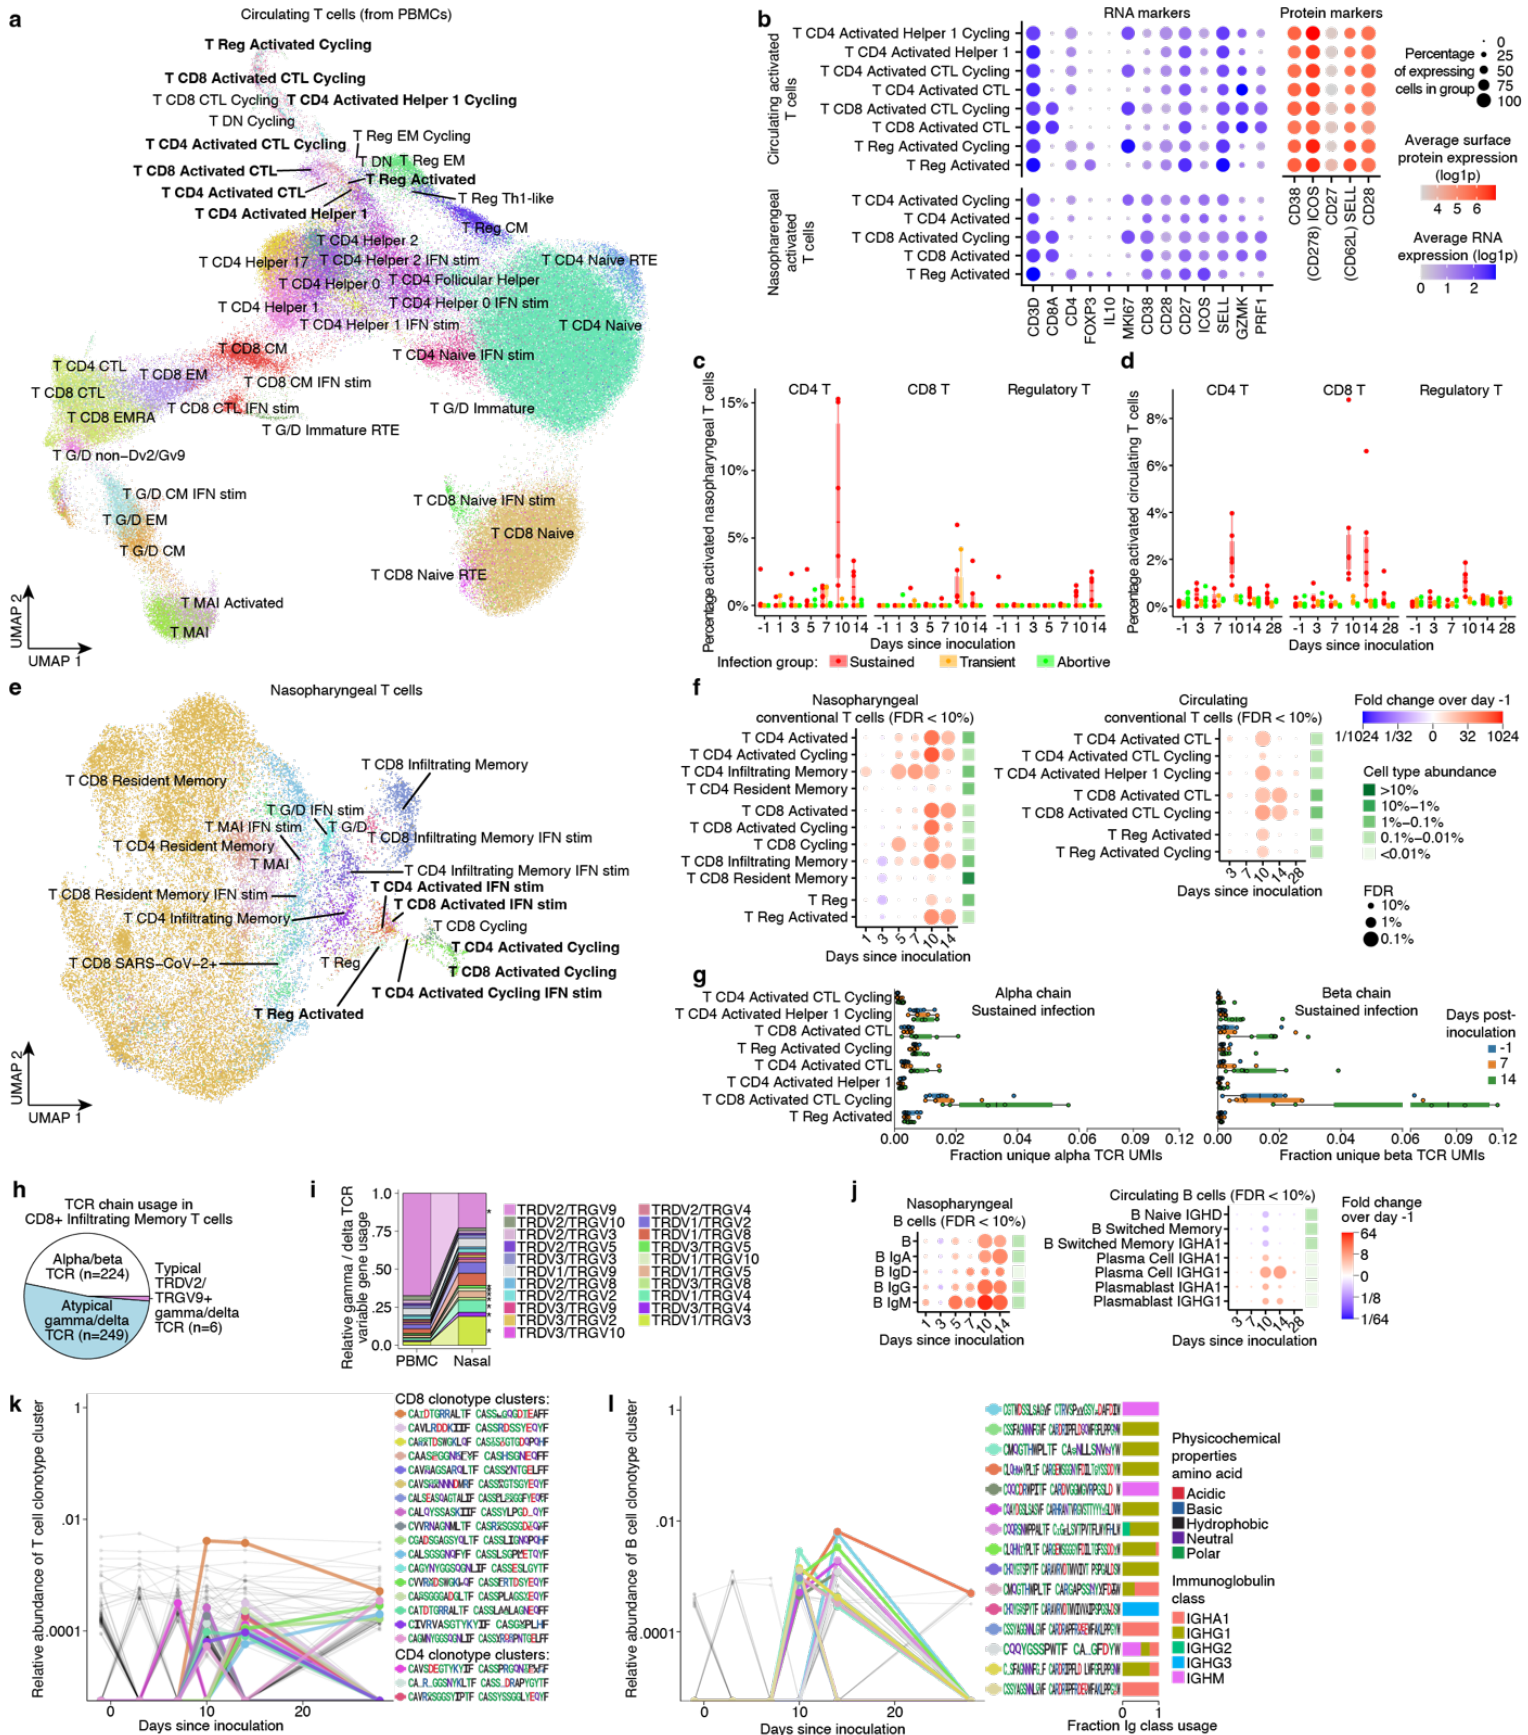 a
Circulating T cells (from PBMCs)
T Reg Activated Cycling
T CD8 Activated CTL Cycling
T CD8 CTL Cycling
T CD4 Activated Helper 1 Cycling
T DN Cycling
T Reg EM Cycling
T CD4 Activated CTL Cycling
T DN
T Reg EM
T CD8 Activated CTL
T Reg Activated
T CD4 Activated CTL
T Reg Th1-like
T CD4 Activated Helper 1
T Reg CM
T CD4 Helper 2
T CD4 Helper 17
T CD4 Helper 2 IFN stim
T CD4 Naive RTE
T CD4 Helper 0
T CD4 Follicular Helper
T CD4 Helper 1
T CD4 Helper 0 IFN stim
T CD4 Helper 1 IFN stim
T CD4 Naive
T CD8 CM
T CD4 Naive IFN stim
T CD4 CTL
T CD8 EM
T CD8 CM IFN stim
T CD8 CTL
T CD8 CTL IFN stim
T G/D Immature
T CD8 EMRA
T G/D Immature RTE
T G/D non-Dv2/Gv9
T G/D CM IFN stim
T CD8 Naive IFN stim
T G/D EM
T CD8 Naive
T G/D CM
T CD8 Naive RTE
T MAI Activated
T MAI
UMAP 2
UMAP 1
b
RNA markers
Protein markers
Circulating activated
T cells
T CD4 Activated Helper 1 Cycling
T CD4 Activated Helper 1
T CD4 Activated CTL Cycling
T CD4 Activated CTL
T CD8 Activated CTL Cycling
T CD8 Activated CTL
T Reg Activated Cycling
T Reg Activated
Nasopharengeal
activated
T cells
T CD4 Activated Cycling
T CD4 Activated
T CD8 Activated Cycling
T CD8 Activated
T Reg Activated
CD3D
CD8A
CD4
FOXP3
IL10
MKI67
CD38
CD28
CD27
ICOS
SELL
GZMK
PRF1
CD38
(CD278) ICOS
CD27
(CD62L) SELL
CD28
Percentage
of expressing
cells in group
0
25
50
75
100
Average surface
protein expression
(log1p)
4 5 6
Average RNA
expression (log1p)
0 1 2
c
Percentage activated nasopharyngeal T cells
CD4 T
CD8 T
Regulatory T
15%
10%
5%
0%
-1 1 3 5 7 10 14
-1 1 3 5 7 10 14
-1 1 3 5 7 10 14
Days since inoculation
d
Percentage activated circulating T cells
CD4 T
CD8 T
Regulatory T
8%
6%
4%
2%
0%
-1 3 7 10 14 28
-1 3 7 10 14 28
-1 3 7 10 14 28
Days since inoculation
Infection group:
Sustained
Transient
Abortive
e
Nasopharyngeal T cells
T CD8 Resident Memory
T CD8 Infiltrating Memory
T G/D IFN stim
T MAI IFN stim
T G/D
T CD8 Infiltrating Memory IFN stim
T CD4 Resident Memory
T MAI
T CD4 Infiltrating Memory IFN stim
T CD4 Activated IFN stim
T CD8 Resident Memory IFN stim
T CD8 Activated IFN stim
T CD4 Infiltrating Memory
T CD8 Cycling
T CD4 Activated Cycling
T CD8 SARS-CoV-2+
T Reg
T CD8 Activated Cycling
T CD4 Activated Cycling IFN stim
T Reg Activated
UMAP 2
UMAP 1
f
Nasopharyngeal
conventional T cells (FDR < 10%)
T CD4 Activated
T CD4 Activated Cycling
T CD4 Infiltrating Memory
T CD4 Resident Memory
T CD8 Activated
T CD8 Activated Cycling
T CD8 Cycling
T CD8 Infiltrating Memory
T CD8 Resident Memory
T Reg
T Reg Activated
1 3 5 7 10 14
Days since inoculation
Circulating
conventional T cells (FDR < 10%)
T CD4 Activated CTL
T CD4 Activated CTL Cycling
T CD4 Activated Helper 1 Cycling
T CD8 Activated CTL
T CD8 Activated CTL Cycling
T Reg Activated
T Reg Activated Cycling
3 7 10 14 28
Days since inoculation
Fold change over day -1
1/1024 1/32 0 32 1024
Cell type abundance
>10%
10%-1%
1%-0.1%
0.1%-0.01%
<0.01%
FDR
10%
1%
0.1%
g
T CD4 Activated CTL Cycling
T CD4 Activated Helper 1 Cycling
T CD8 Activated CTL
T Reg Activated Cycling
T CD4 Activated CTL
T CD4 Activated Helper 1
T CD8 Activated CTL Cycling
T Reg Activated
Alpha chain
Sustained infection
0.00 0.02 0.04 0.06 0.09 0.12
Fraction unique alpha TCR UMIs
Beta chain
Sustained infection
0.00 0.02 0.04 0.06 0.09 0.12
Fraction unique beta TCR UMIs
Days post-
inoculation
-1
7
14
h
TCR chain usage in
CD8+ Infiltrating Memory T cells
Alpha/beta
TCR (n=224)
Atypical
gamma/delta
TCR (n=249)
Typical
TRDV2/
TRGV9+
gamma/delta
TCR (n=6)
i
Relative gamma / delta TCR
variable gene usage
1.0
0.75
.50
.25
0.0
PBMC
Nasal
TRDV2/TRGV9
TRDV2/TRGV10
TRDV2/TRGV3
TRDV2/TRGV5
TRDV3/TRGV3
TRDV1/TRGV9
TRDV2/TRGV8
TRDV2/TRGV2
TRDV3/TRGV9
TRDV3/TRGV2
TRDV3/TRGV10
TRDV2/TRGV4
TRDV1/TRGV2
TRDV1/TRGV8
TRDV3/TRGV5
TRDV1/TRGV10
TRDV1/TRGV5
TRDV3/TRGV8
TRDV1/TRGV4
TRDV3/TRGV4
TRDV1/TRGV3
j
Nasopharyngeal
B cells (FDR < 10%)
B
B IgA
B IgD
B IgG
B IgM
1 3 5 7 10 14
Days since inoculation
Circulating B cells (FDR < 10%)
B Naive IGHD
B Switched Memory
B Switched Memory IGHA1
Plasma Cell IGHA1
Plasma Cell IGHG1
Plasmablast IGHA1
Plasmablast IGHG1
3 7 10 14 28
Days since inoculation
Fold change
over day -1
64
8
0
1/8
1/64
k
Relative abundance of T cell clonotype cluster
1
.01
.0001
0 10 20
Days since inoculation
CD8 clonotype clusters:
CD4 clonotype clusters:
l
Relative abundance of B cell clonotype cluster
1
.01
.0001
0 10 20
Days since inoculation
0 1
Fraction Ig class usage
Physicochemical
properties
amino acid
Acidic
Basic
Hydrophobic
Neutral
Polar
Immunoglobulin
class
IGHA1
IGHG1
IGHG2
IGHG3
IGHM